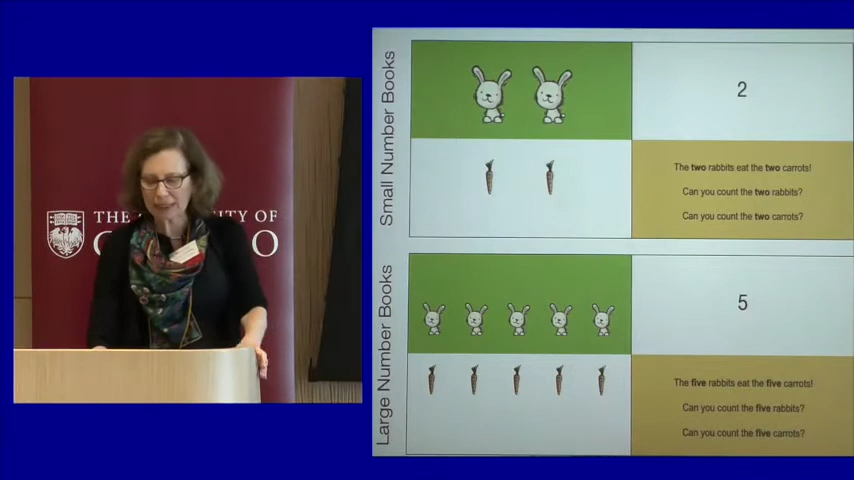 THE
UNIVERSITY OF
Small Number Books
2
The two rabbits eat the two carrots!
Can you count the two rabbits?
Can you count the two carrots?
Large Number Books
5
The five rabbits eat the five carrots!
Can you count the five rabbits?
Can you count the five carrots?